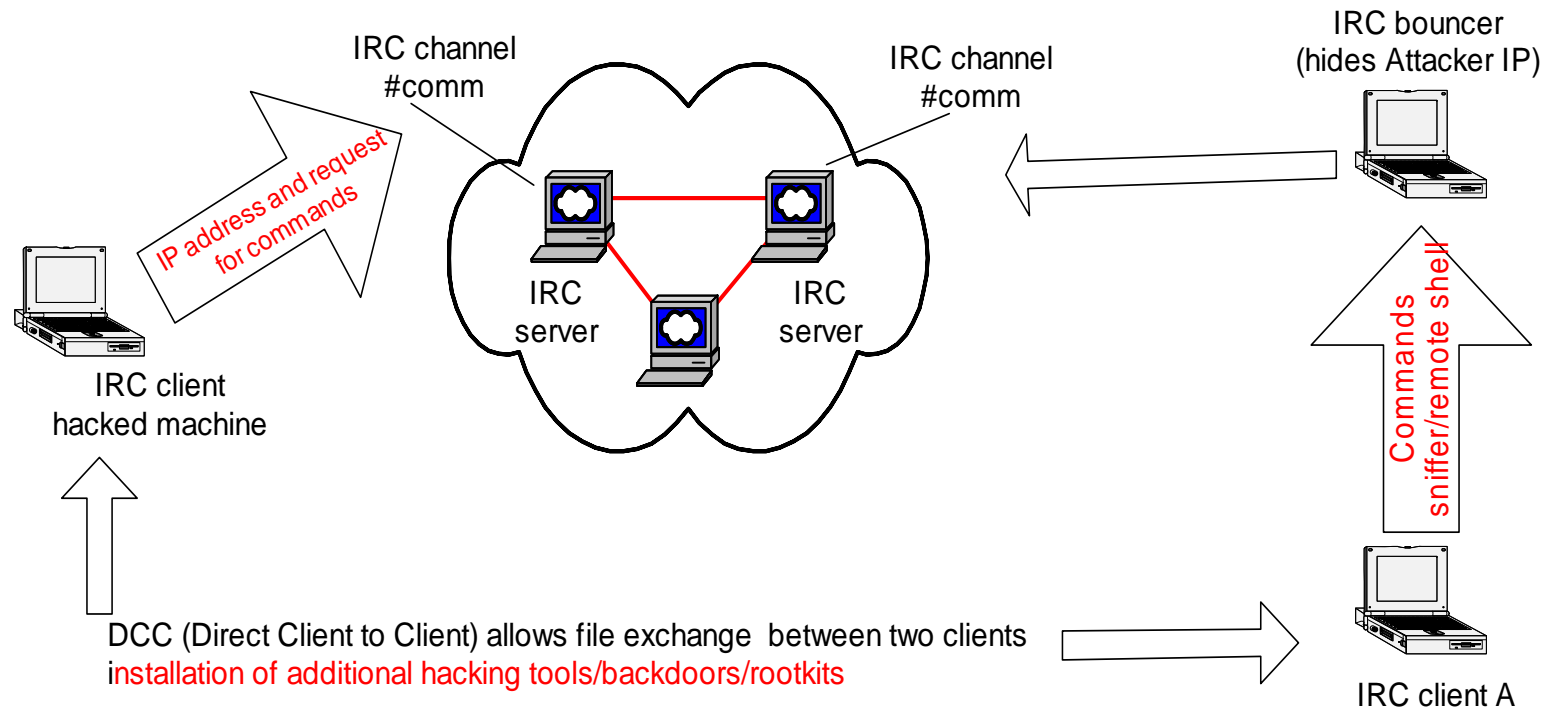 IRC channel
#comm
IRC channel
#comm
IRC bouncer
(hides Attacker IP)
IP address and request
for commands
IRC
server
IRC
server
IRC client
hacked machine
Commands
sniffer/remote shell
DCC (Direct Client to Client) allows file exchange between two clients
installation of additional hacking tools/backdoors/rootkits
IRC client A